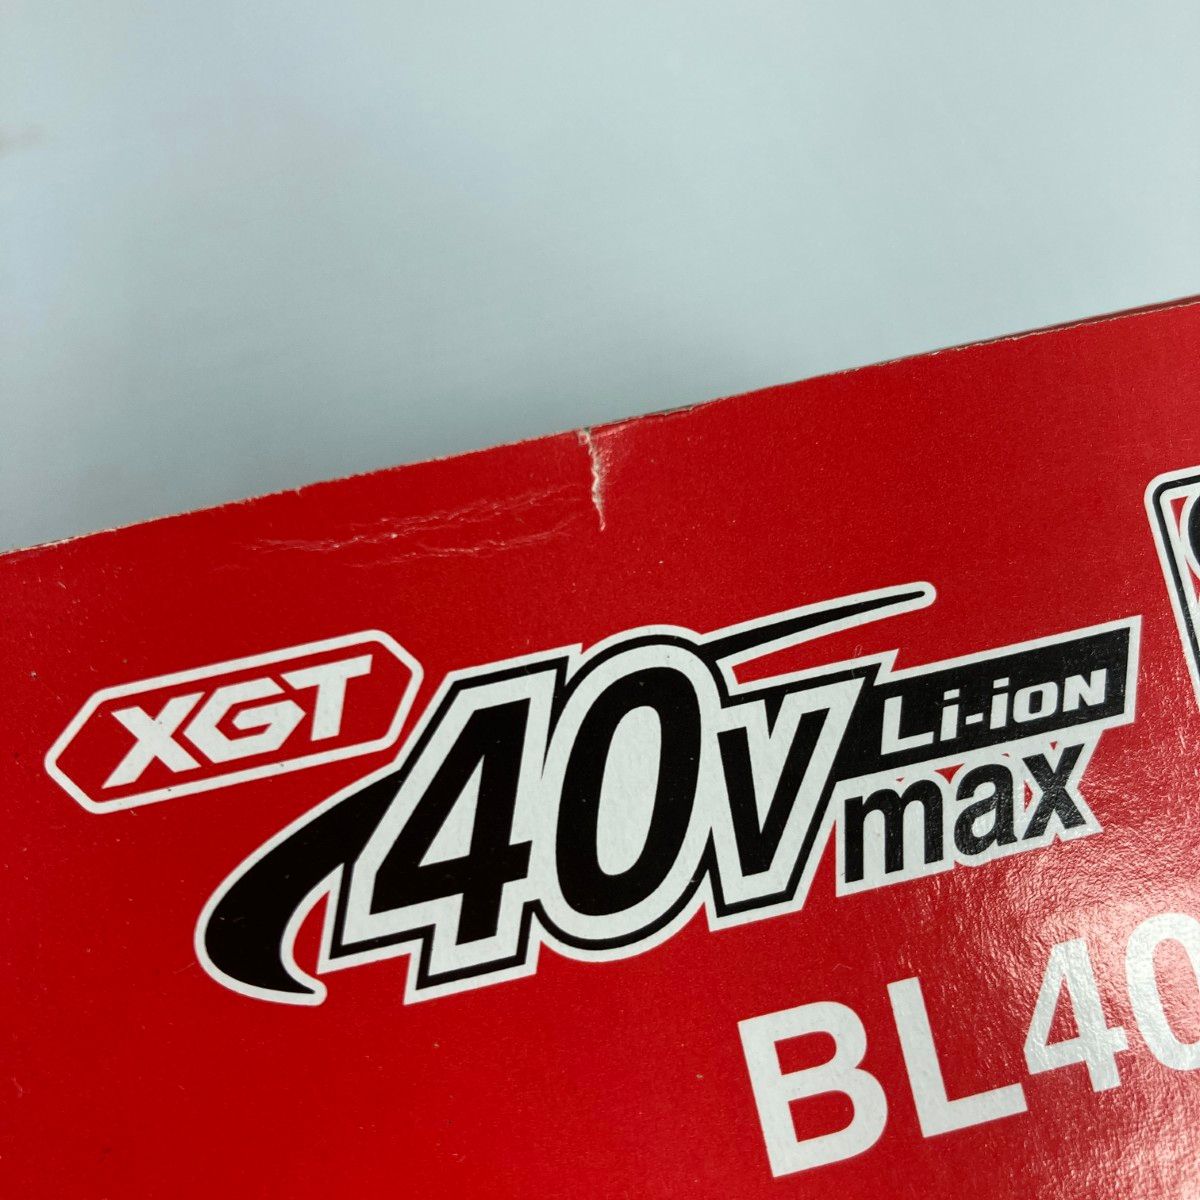 XGT
40V Li-ion
max
BL40